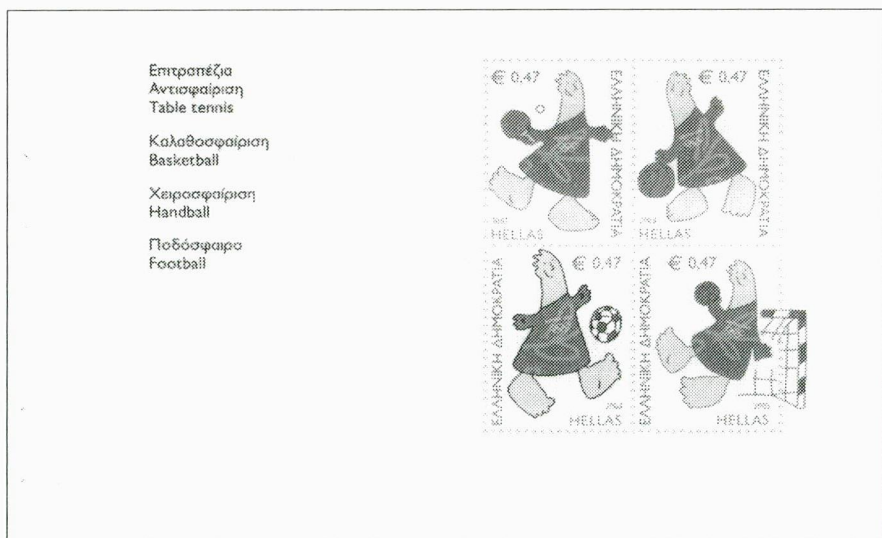 Επιτραπέζια
Αντισφαίριση
Table tennis
Καλαθοσφαίριση
Basketball
Χειροσφαίριση
Handball
Ποδόσφαιρο
Football
€ 0,47
ΕΛΛΗΝΙΚΗ ΔΗΜΟΚΡΑΤΙΑ
HELLAS
€ 0,47
ΕΛΛΗΝΙΚΗ ΔΗΜΟΚΡΑΤΙΑ
HELLAS
€ 0,47
ΕΛΛΗΝΙΚΗ ΔΗΜΟΚΡΑΤΙΑ
HELLAS
€ 0,47
ΕΛΛΗΝΙΚΗ ΔΗΜΟΚΡΑΤΙΑ
HELLAS